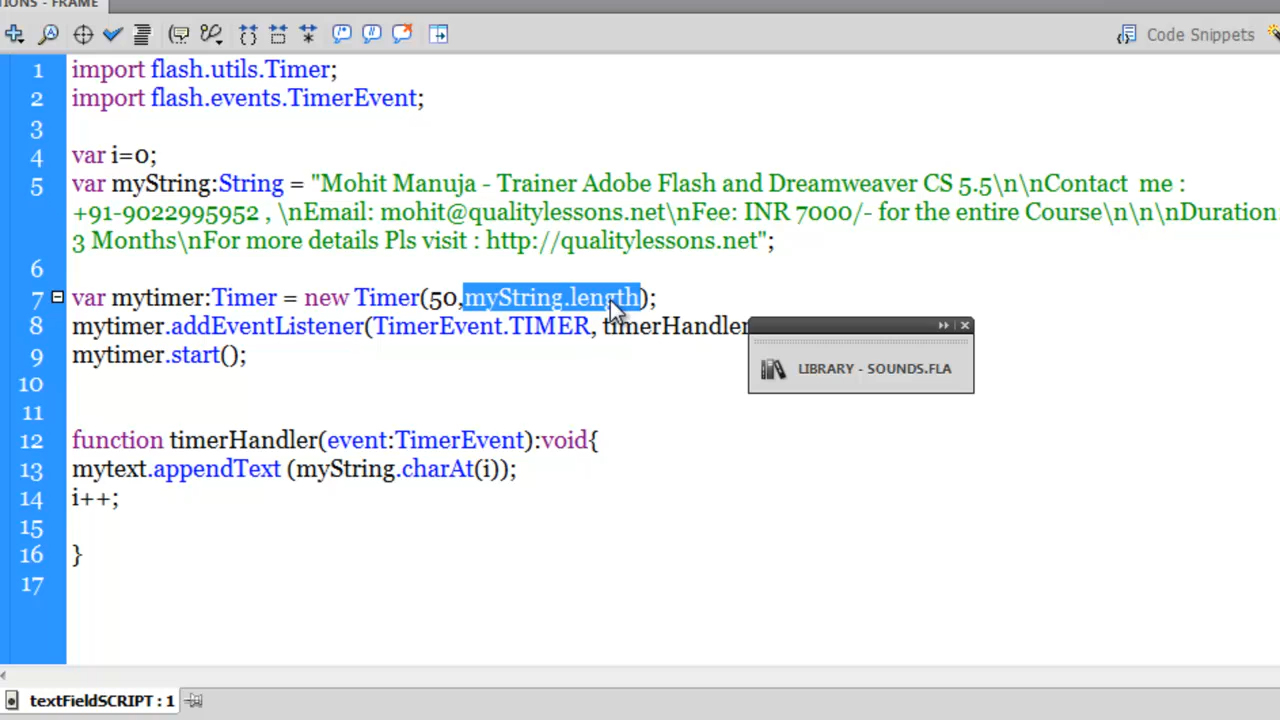 IONS - FRAME
Code Snippets
1 import flash.utils.Timer;
2 import flash.events.TimerEvent;
3
4 var i=0;
5 var myString:String = "Mohit Manuja - Trainer Adobe Flash and Dreamweaver CS 5.5\n\nContact  me :
+91-9022995952 , \nEmail: mohit@qualitylessons.net\nFee: INR 7000/- for the entire Course\n\n\nDuration:
3 Months\nFor more details Pls visit : http://qualitylessons.net";
6
7 var mytimer:Timer = new Timer(50,myString.length);
8 mytimer.addEventListener(TimerEvent.TIMER, timerHandler
9 mytimer.start();
10
LIBRARY - SOUNDS.FLA
11
12 function timerHandler(event:TimerEvent):void{
13 mytext.appendText (myString.charAt(i));
14 i++;
15
16 }
17
textFieldSCRIPT : 1